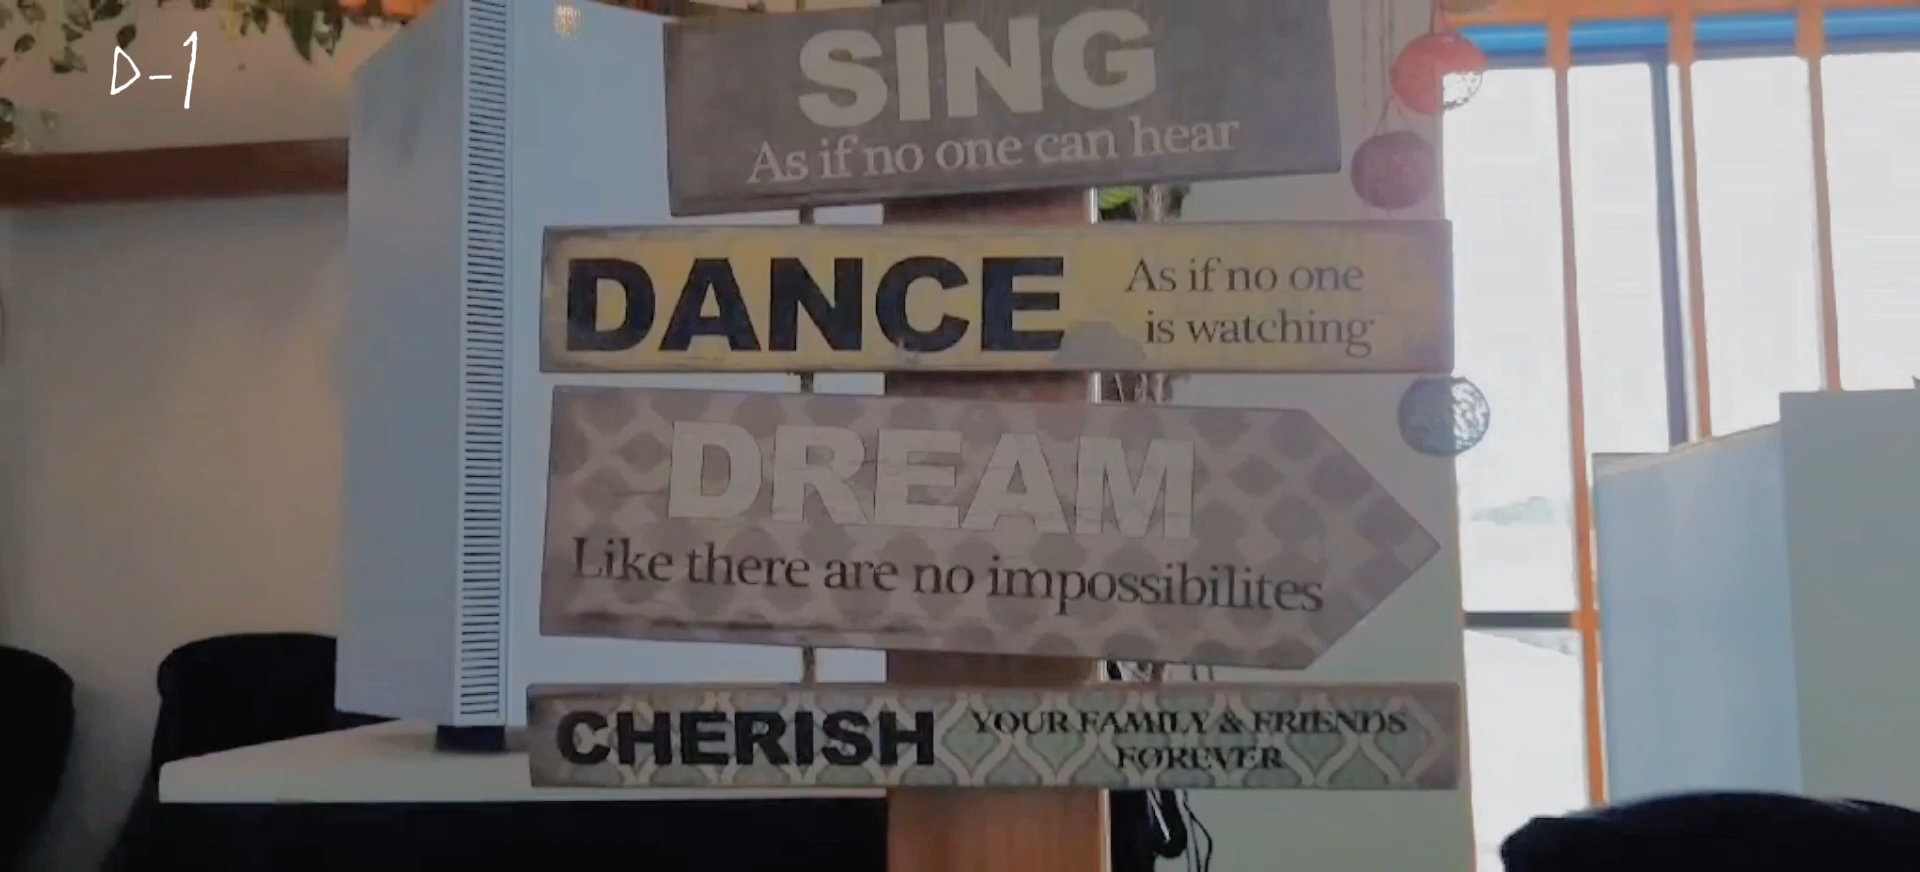 D-1
SING
As if no one can hear
DANCE
As if no one
is watching
DREAM
Like there are no impossibilites
CHERISH
YOUR FAMILY & FRIENDS
FOREVER